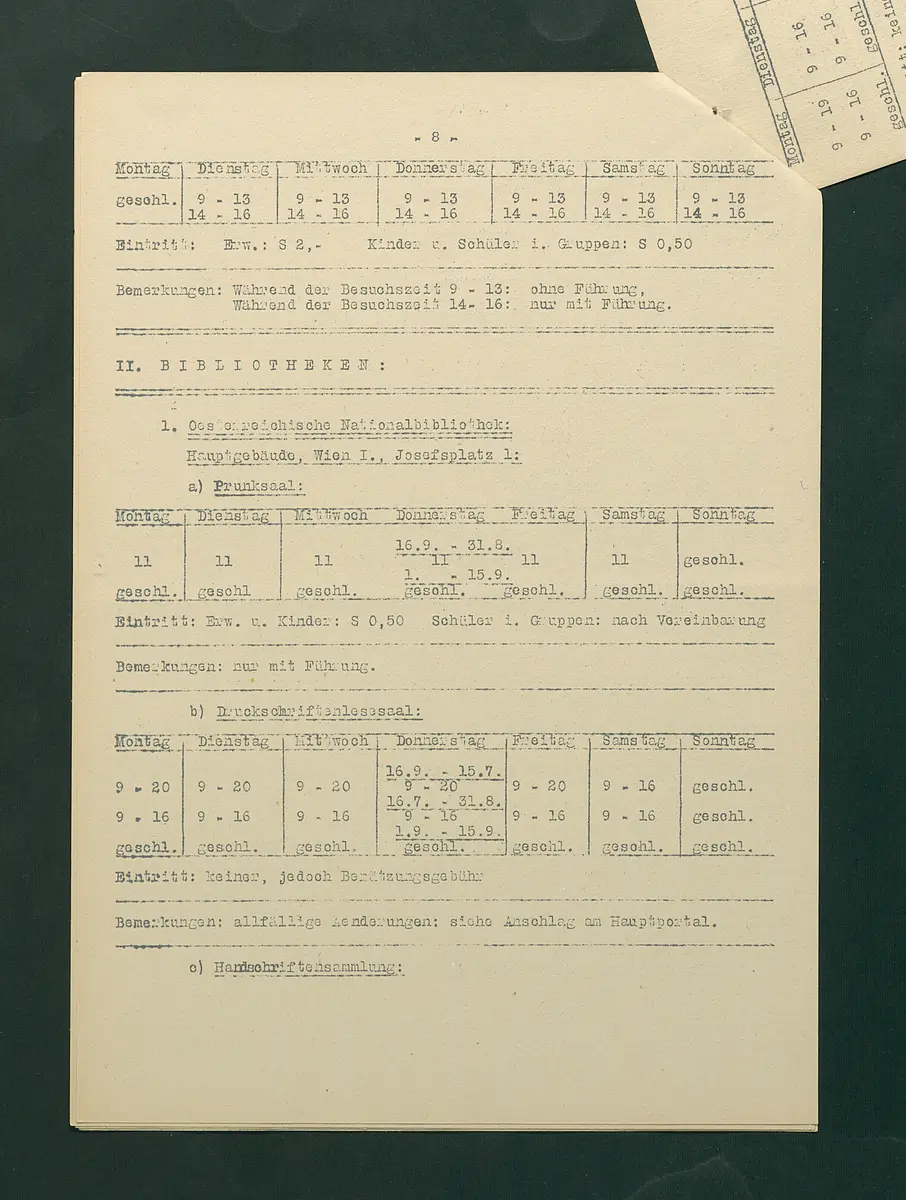 - 8 -
Montag Dienstag Mittwoch Donnerstag Freitag Samstag Sonntag
geschl. 9 - 13 9 - 13 9 - 13 9 - 13 9 - 13 9 - 13
14 - 16 14 - 16 14 - 16 14 - 16 14 - 16 14 - 16
Eintritt: Erw.: S 2,- Kinder u. Schüler i. Gruppen: S 0,50
Bemerkungen: Während der Besuchszeit 9 - 13: ohne Führung,
Während der Besuchszeit 14- 16: nur mit Führung.
II. B I B L I O T H E K E N :
1. Oesterreichische Nationalbibliothek:
Hauptgebäude, Wien I., Josefsplatz 1:
a) Prunksaal:
Montag Dienstag Mittwoch Donnerstag Freitag Samstag Sonntag
16.9. - 31.8.
11 11 11 11 11 11 geschl.
1. - 15.9.
geschl. geschl geschl. geschl. geschl. geschl. geschl.
Eintritt: Erw. u. Kinder: S 0,50 Schüler i. Gruppen: nach Vereinbarung
Bemerkungen: nur mit Führung.
b) Druckschriftenlesesaal:
Montag Dienstag Mittwoch Donnerstag Freitag Samstag Sonntag
16.9. - 15.7.
9 - 20 9 - 20 9 - 20 9 - 20 9 - 20 9 - 16 geschl.
16.7. - 31.8.
9 - 16 9 - 16 9 - 16 9 - 16 9 - 16 9 - 16 geschl.
1.9. - 15.9.
geschl. geschl. geschl. geschl. geschl. geschl. geschl.
Eintritt: keiner, jedoch Benützungsgebühr
Bemerkungen: allfällige Aenderungen: siehe Anschlag am Hauptportal.
c) Handschriftensammlung:
Montag Dienstag
9 - 19 9 - 16
9 - 16 9 - 16
geschl. geschl